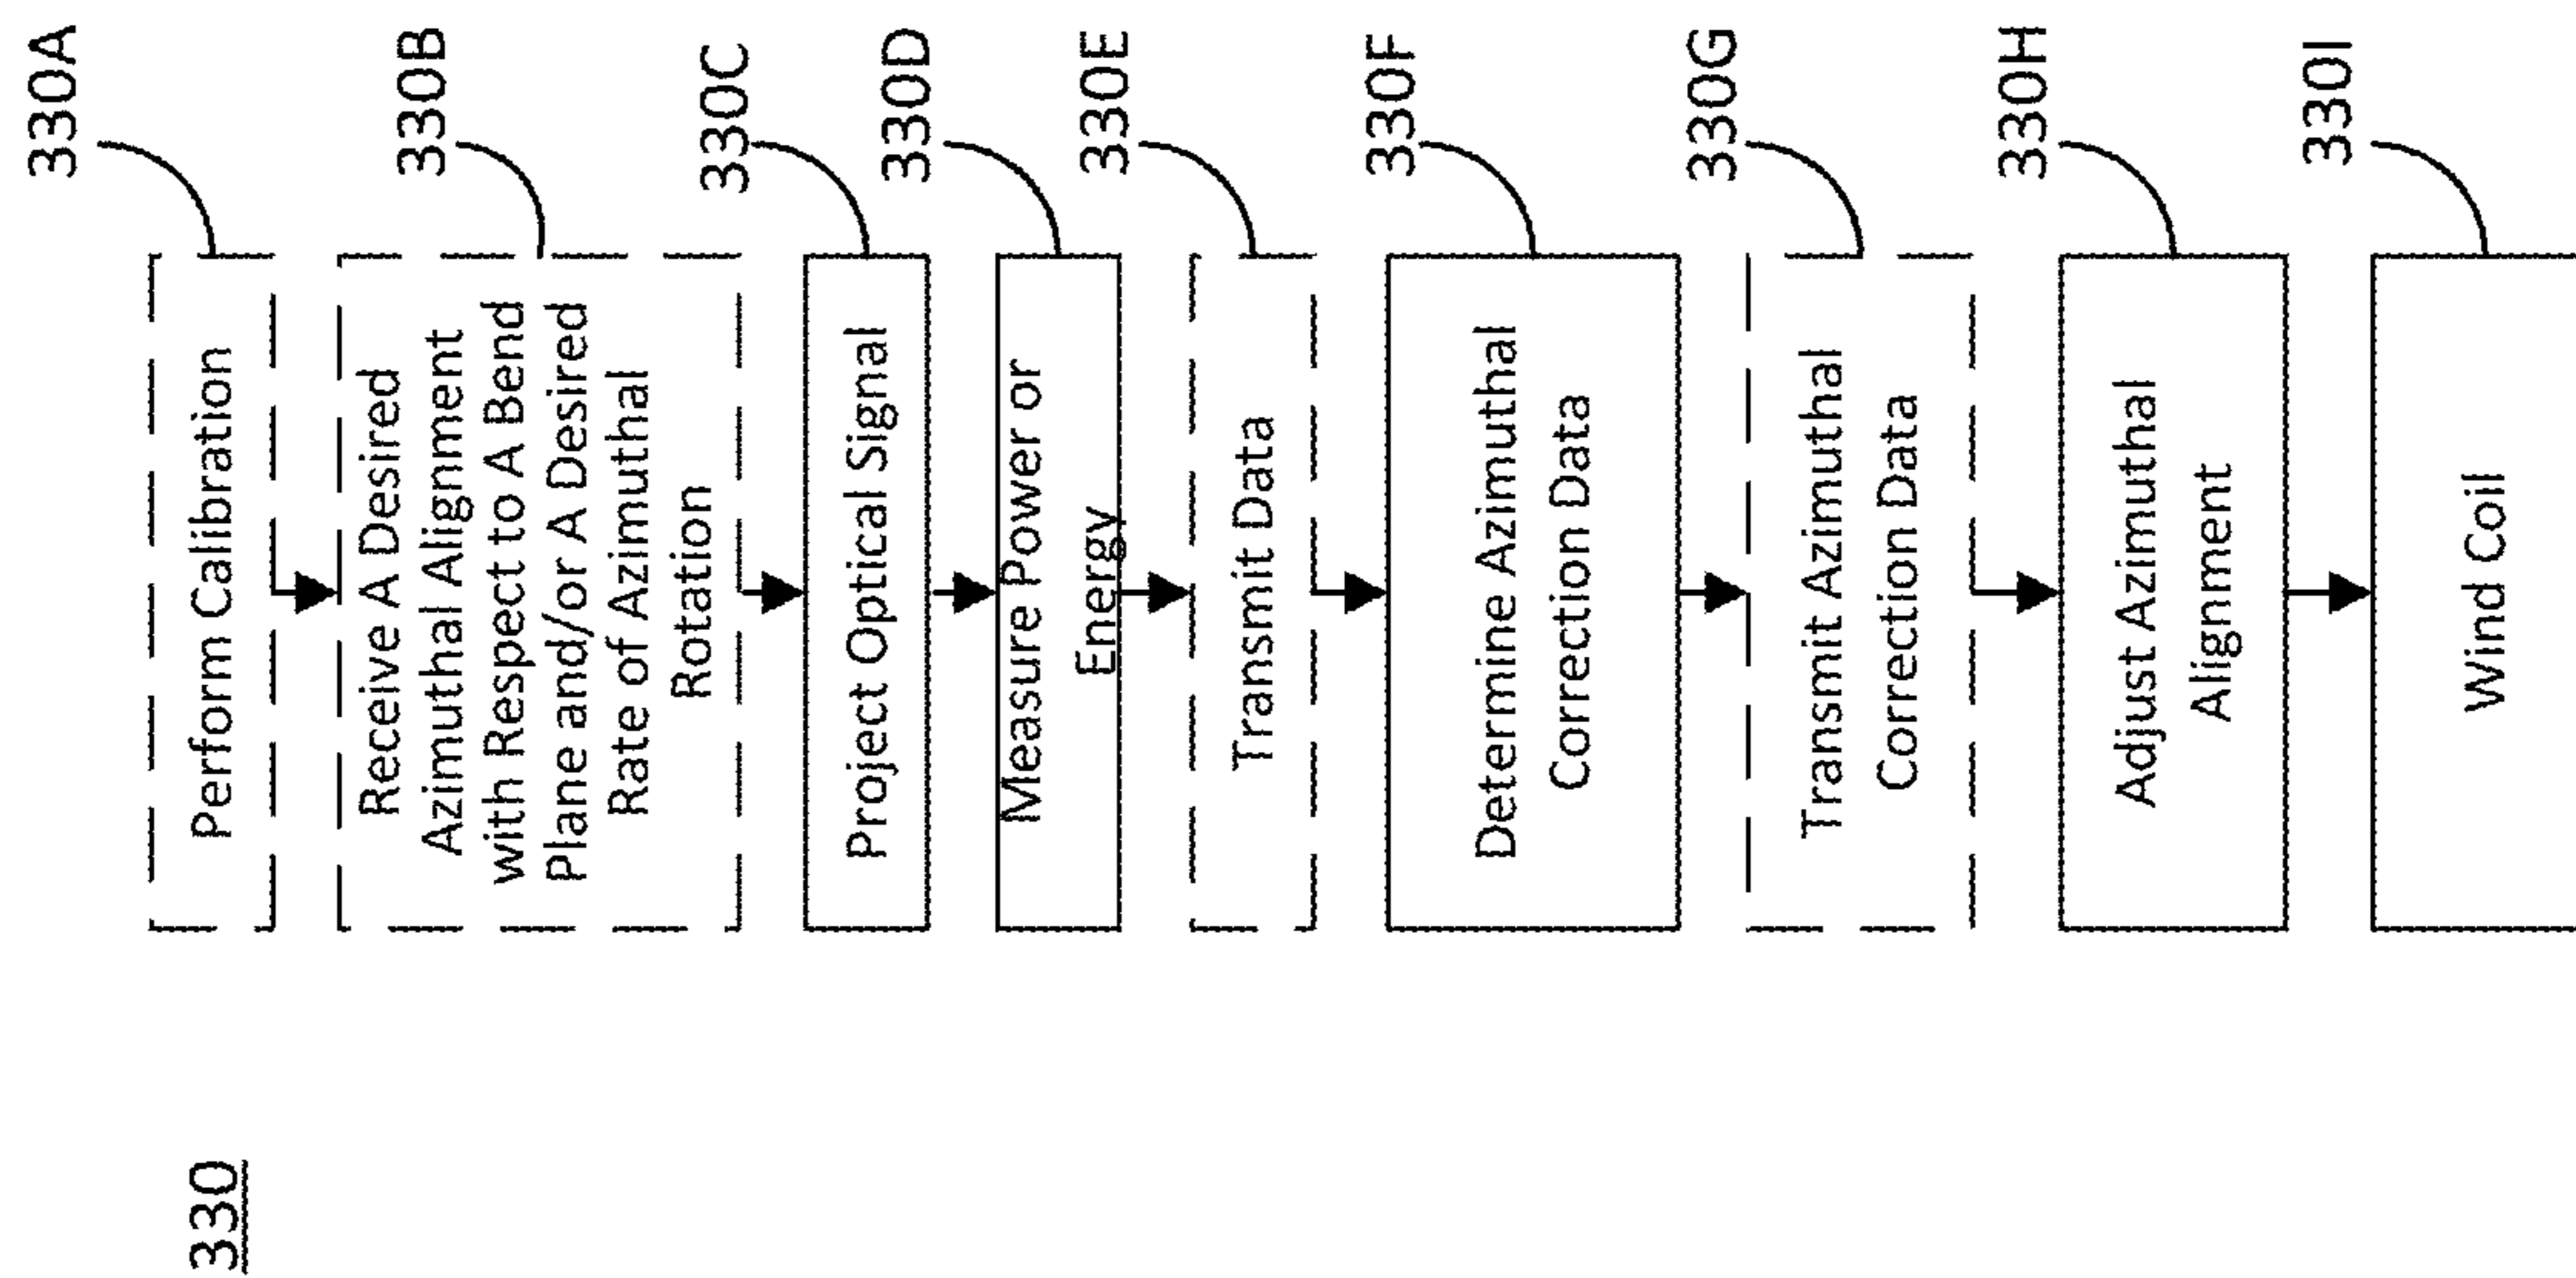 330
330A
Perform Calibration
330B
Receive A Desired
Azimuthal Alignment
with Respect to A Bend
Plane and/or A Desired
Rate of Azimuthal
Rotation
330C
Project Optical Signal
330D
Measure Power or
Energy
330E
Transmit Data
330F
Determine Azimuthal
Correction Data
330G
Transmit Azimuthal
Correction Data
330H
Adjust Azimuthal
Alignment
330I
Wind Coil